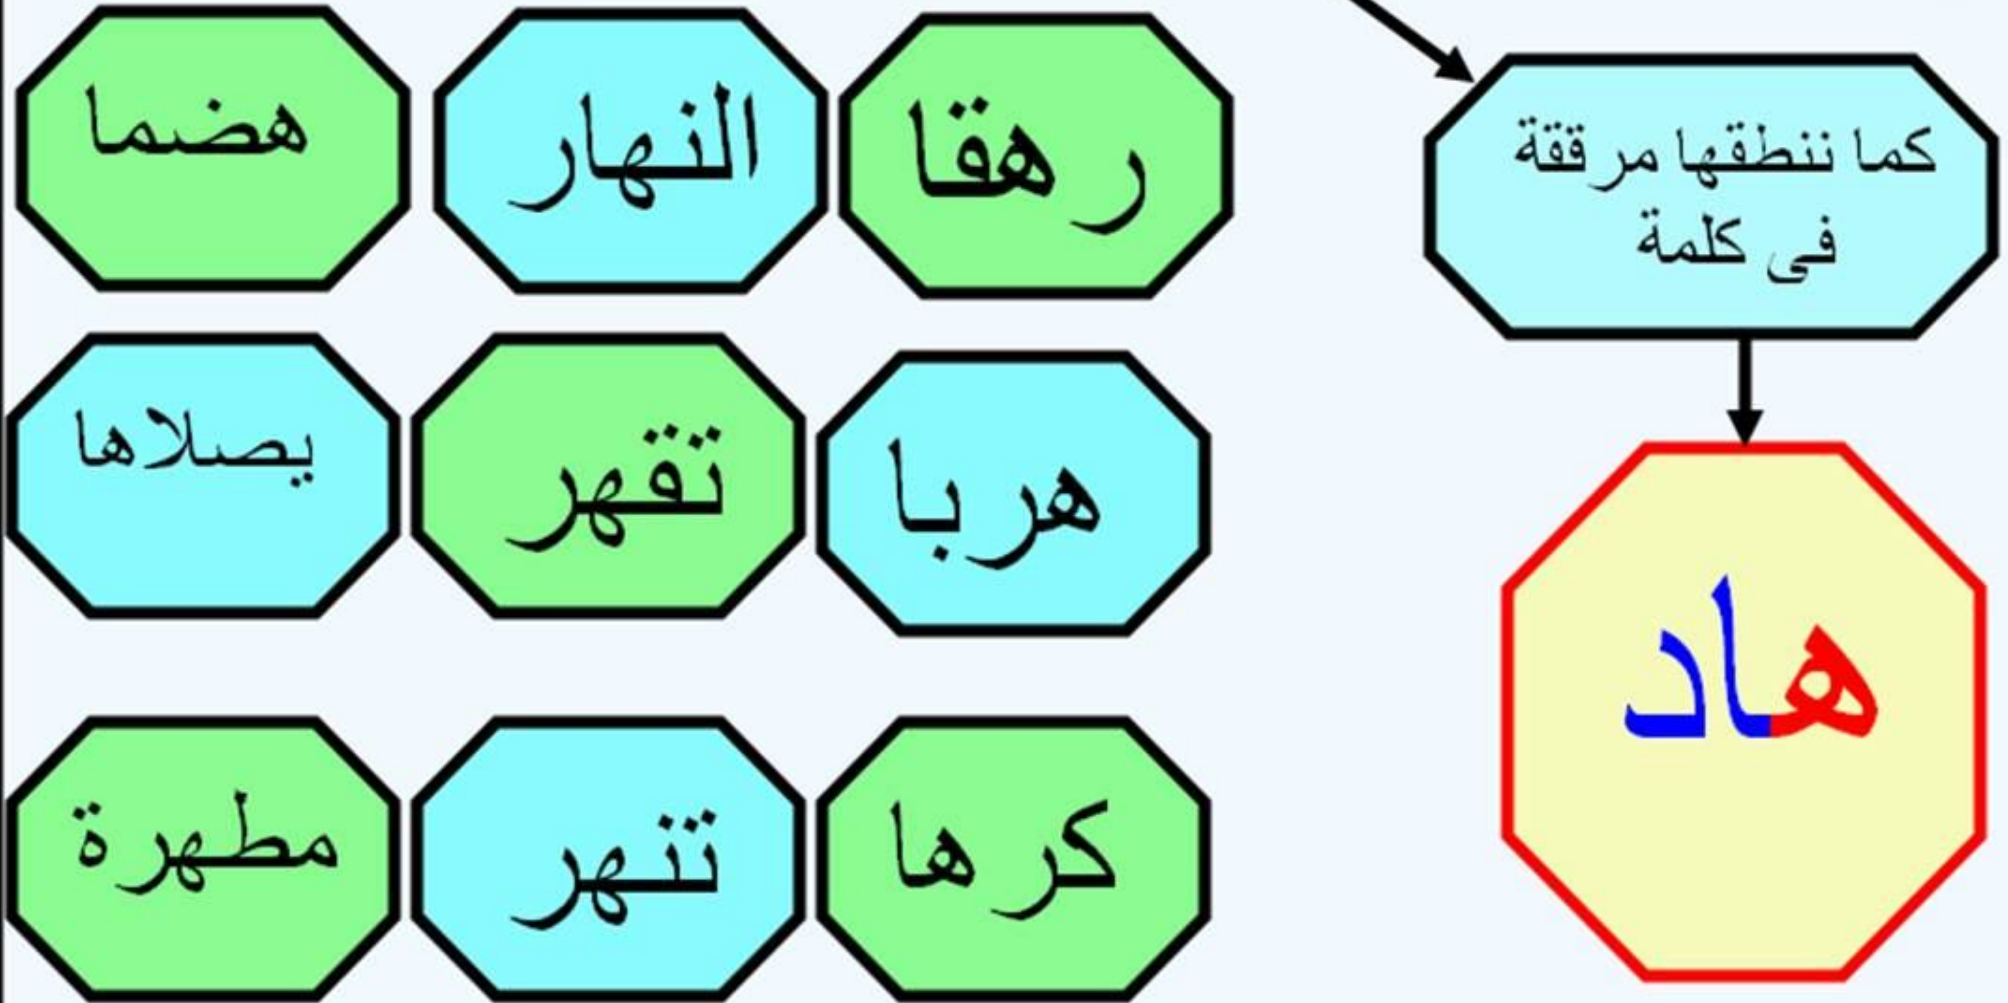 كما ننطقها مرققة
فى كلمة
هاد
رهقا
النهار
هضما
هربا
تقهر
يصلاها
كرها
تنهر
مطهرة